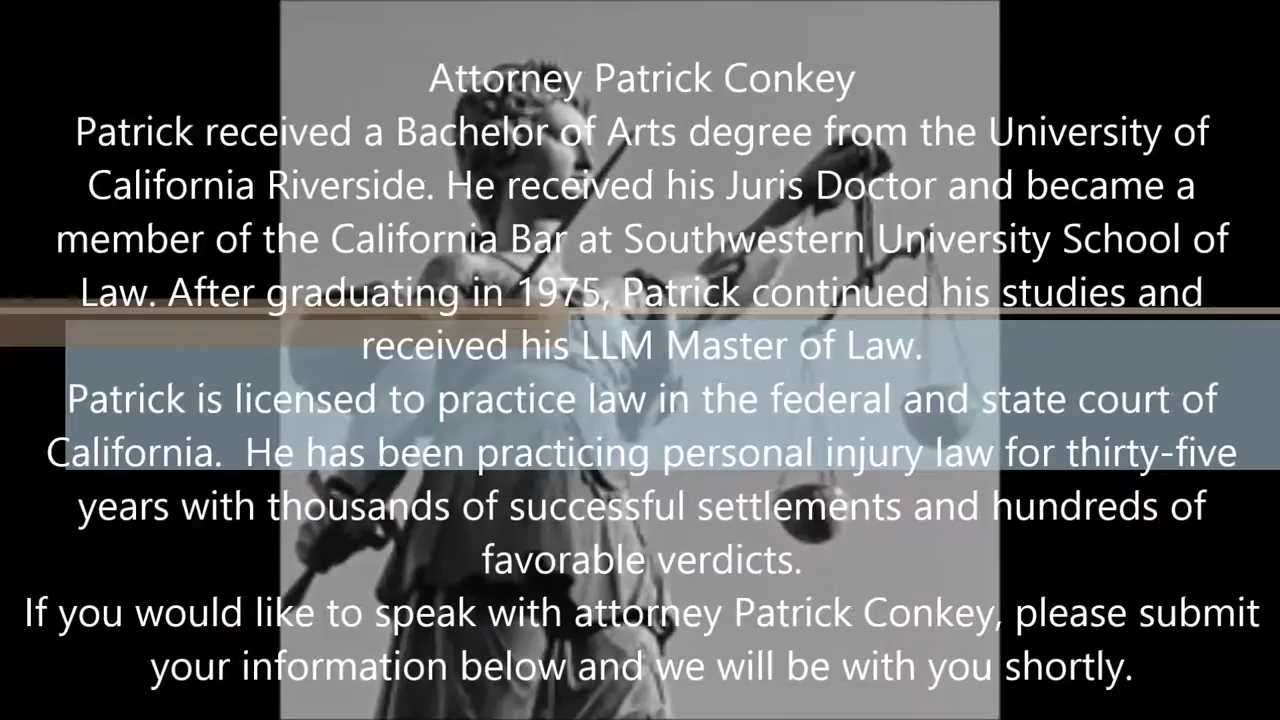 Attorney Patrick Conkey
Patrick received a Bachelor of Arts degree from the University of
California Riverside. He received his Juris Doctor and became a
member of the California Bar at Southwestern University School of
Law. After graduating in 1975, Patrick continued his studies and
received his LLM Master of Law.
Patrick is licensed to practice law in the federal and state court of
California.  He has been practicing personal injury law for thirty-five
years with thousands of successful settlements and hundreds of
favorable verdicts.
If you would like to speak with attorney Patrick Conkey, please submit
your information below and we will be with you shortly.